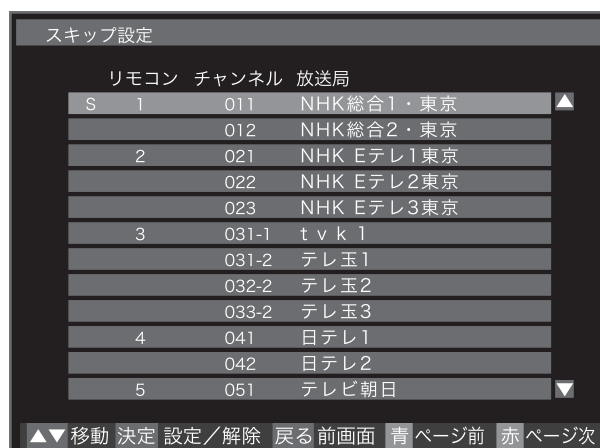 スキップ設定
リモコン チャンネル 放送局
S 1 011 NHK総合1・東京
012 NHK総合2・東京
2 021 NHK Eテレ1東京
022 NHK Eテレ2東京
023 NHK Eテレ3東京
3 031-1 tvk1
031-2 テレ玉1
032-2 テレ玉2
033-2 テレ玉3
4 041 日テレ1
042 日テレ2
5 051 テレビ朝日
▲▼移動 決定 設定／解除 戻る 前画面 青 ページ前 赤 ページ次